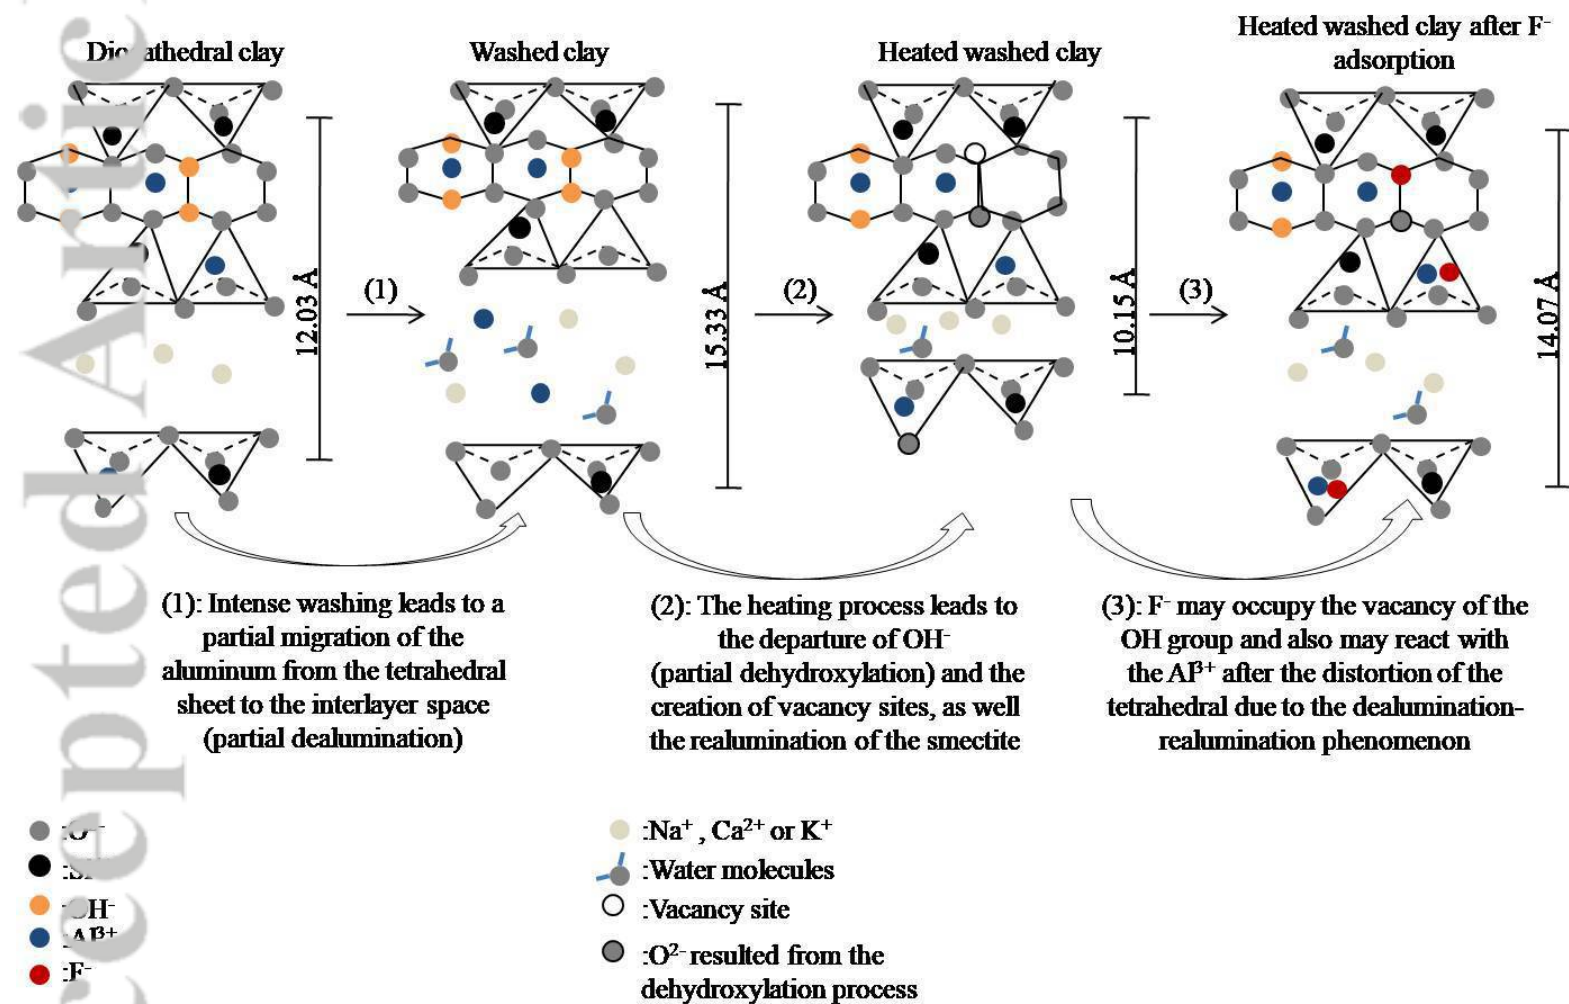 Heated washed clay after F⁻
adsorption
clay
Washed clay
Heated washed clay
12.03 Å
(1)
15.33 Å
(2)
10.15 Å
(3)
14.07 Å
(1): Intense washing leads to a
partial migration of the
aluminum from the tetrahedral
sheet to the interlayer space
(partial dealumination)
(2): The heating process leads to
the departure of OH⁻
(partial dehydroxylation) and the
creation of vacancy sites, as well
the realumination of the smectite
(3): F⁻ may occupy the vacancy of the
OH group and also may react with
the Al³⁺ after the distortion of the
tetrahedral due to the dealumination-
realumination phenomenon
:OH⁻
:Al³⁺
:F⁻
:Na⁺ , Ca²⁺ or K⁺
:Water molecules
:Vacancy site
:O²⁻ resulted from the
dehydroxylation process
cepted Artic